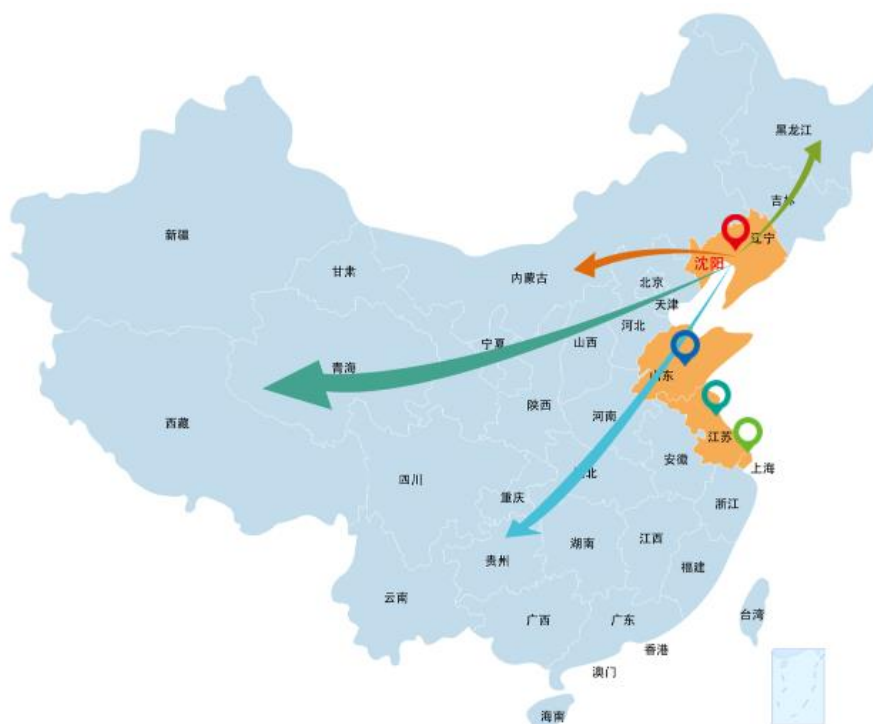 黑龙江
吉林
辽宁
新疆
沈阳
甘肃
内蒙古
北京
天津
河北
宁夏
山西
青海
山东
陕西
西藏
河南
江苏
安徽
上海
四川
北
重庆
浙江
湖南
江西
贵州
福建
云南
台湾
广西
广东
香港
澳门
海南